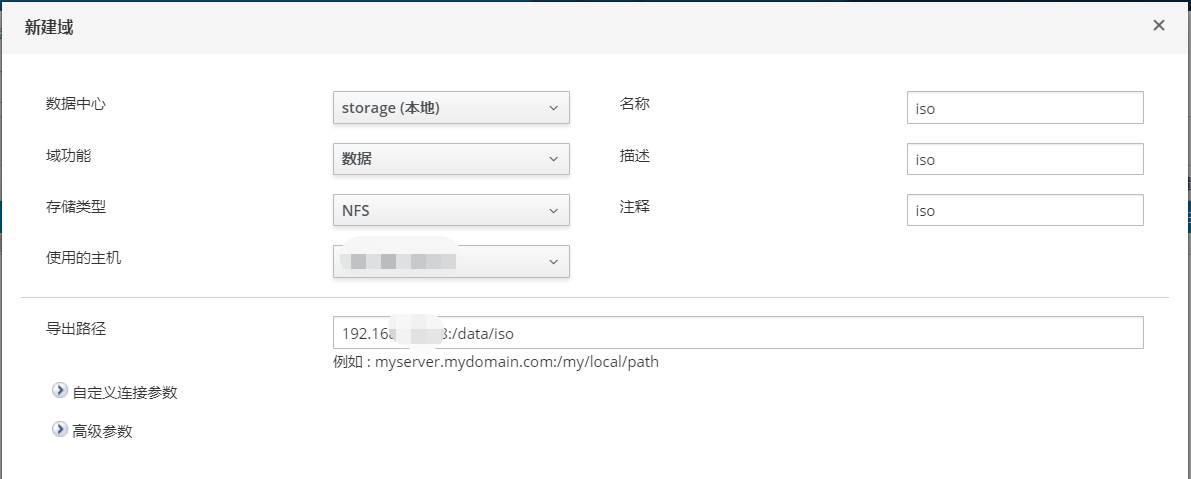 新建域
数据中心 storage (本地) 名称 iso
域功能 数据 描述 iso
存储类型 NFS 注释 iso
使用的主机
导出路径 192.16 8:/data/iso
例如 : myserver.mydomain.com:/my/local/path
自定义连接参数
高级参数